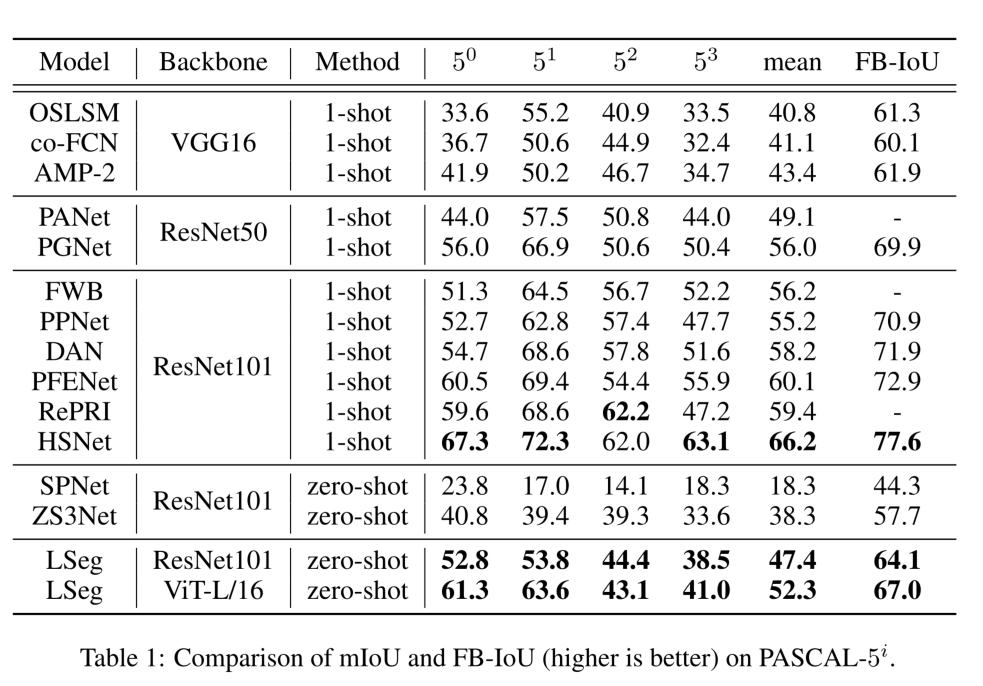 Model Backbone Method 5⁰ 5¹ 5² 5³ mean FB-IoU
OSLSM 1-shot 33.6 55.2 40.9 33.5 40.8 61.3
co-FCN VGG16 1-shot 36.7 50.6 44.9 32.4 41.1 60.1
AMP-2 1-shot 41.9 50.2 46.7 34.7 43.4 61.9
PANet ResNet50 1-shot 44.0 57.5 50.8 44.0 49.1 -
PGNet 1-shot 56.0 66.9 50.6 50.4 56.0 69.9
FWB 1-shot 51.3 64.5 56.7 52.2 56.2 -
PPNet 1-shot 52.7 62.8 57.4 47.7 55.2 70.9
DAN ResNet101 1-shot 54.7 68.6 57.8 51.6 58.2 71.9
PFENet 1-shot 60.5 69.4 54.4 55.9 60.1 72.9
RePRI 1-shot 59.6 68.6 62.2 47.2 59.4 -
HSNet 1-shot 67.3 72.3 62.0 63.1 66.2 77.6
SPNet ResNet101 zero-shot 23.8 17.0 14.1 18.3 18.3 44.3
ZS3Net zero-shot 40.8 39.4 39.3 33.6 38.3 57.7
LSeg ResNet101 zero-shot 52.8 53.8 44.4 38.5 47.4 64.1
LSeg ViT-L/16 zero-shot 61.3 63.6 43.1 41.0 52.3 67.0
Table 1: Comparison of mIoU and FB-IoU (higher is better) on PASCAL-5ⁱ.